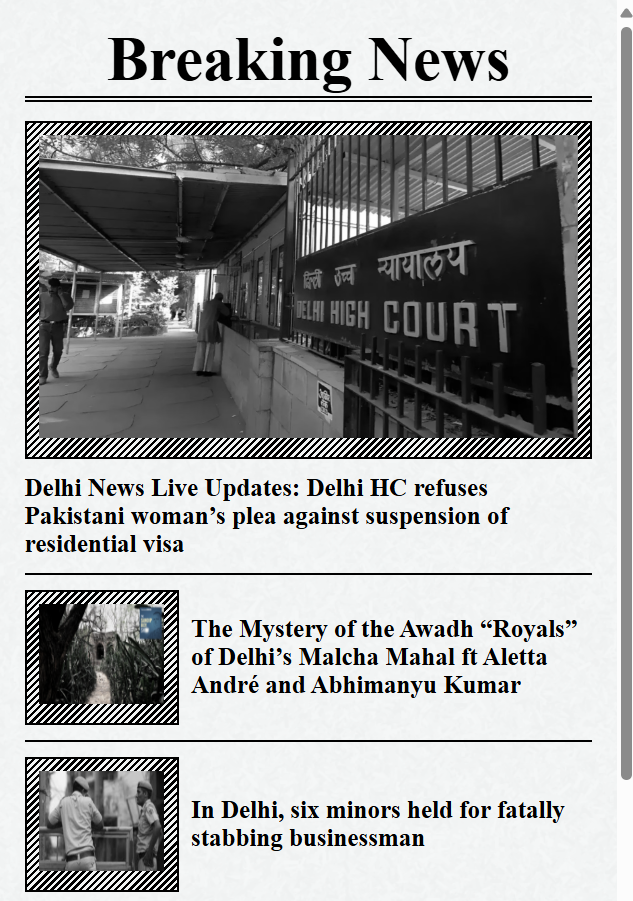 Breaking News
दिल्ली उच्च न्यायालय
DELHI HIGH COURT
Delhi News Live Updates: Delhi HC refuses
Pakistani woman’s plea against suspension of
residential visa
The Mystery of the Awadh “Royals”
of Delhi’s Malcha Mahal ft Aletta
André and Abhimanyu Kumar
In Delhi, six minors held for fatally
stabbing businessman